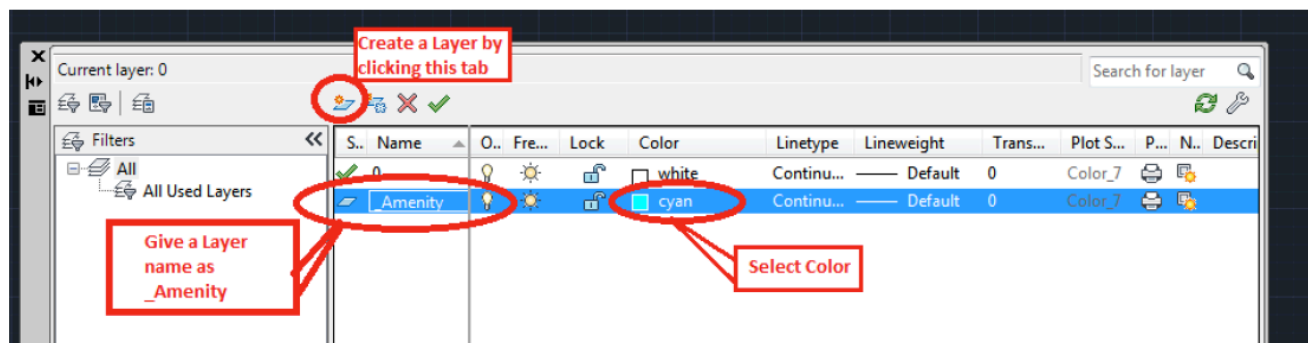 Create a Layer by
clicking this tab
Current layer: 0
Search for layer
Filters
S.. Name O.. Fre... Lock Color Linetype Lineweight Trans... Plot S... P... N.. Descri
All
0 white Continu... Default 0 Color_7
All Used Layers
_Amenity cyan Continu... Default 0 Color_7
Give a Layer
name as
_Amenity
Select Color